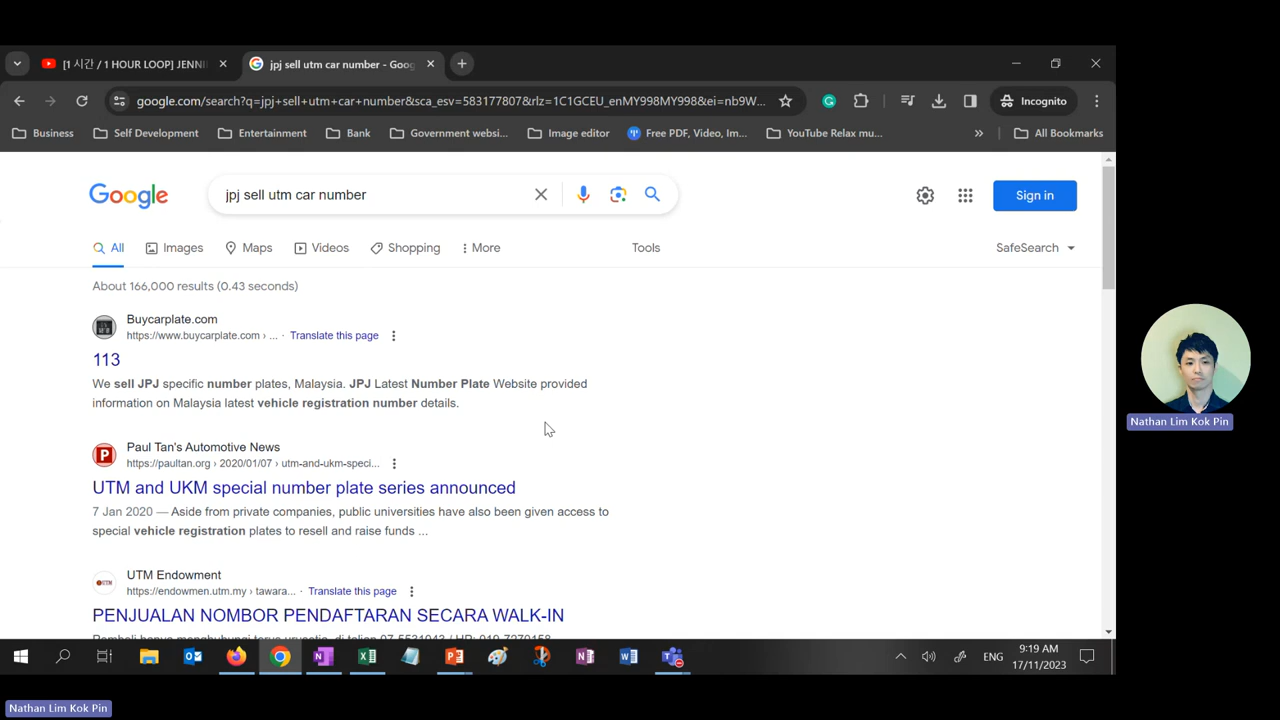 [1 시간 / 1 HOUR LOOP] JENNI
jpj sell utm car number - Goog
google.com/search?q=jpj+sell+utm+car+number&sca_esv=583177807&rlz=1C1GCEU_enMY998MY998&ei=nb9W...
Incognito
Business
Self Development
Entertainment
Bank
Government websi...
Image editor
Free PDF, Video, Im...
YouTube Relax mu...
»
All Bookmarks
Google
jpj sell utm car number
Sign in
All
Images
Maps
Videos
Shopping
More
Tools
SafeSearch
About 166,000 results (0.43 seconds)
Buycarplate.com
https://www.buycarplate.com › ... · Translate this page
113
We sell JPJ specific number plates, Malaysia. JPJ Latest Number Plate Website provided
information on Malaysia latest vehicle registration number details.
Paul Tan's Automotive News
https://paultan.org › 2020/01/07 › utm-and-ukm-speci...
UTM and UKM special number plate series announced
7 Jan 2020 — Aside from private companies, public universities have also been given access to
special vehicle registration plates to resell and raise funds ...
UTM Endowment
https://endowmen.utm.my › tawara... · Translate this page
PENJUALAN NOMBOR PENDAFTARAN SECARA WALK-IN
Nathan Lim Kok Pin
ENG
9:19 AM
17/11/2023
Nathan Lim Kok Pin